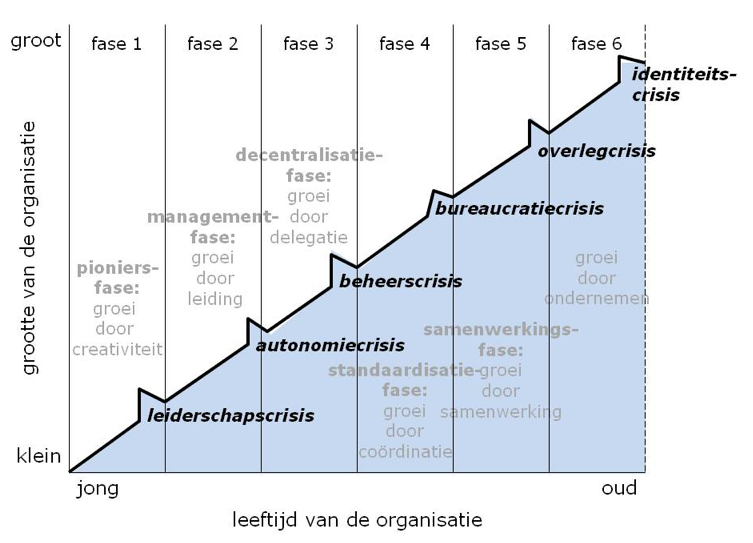 groot
fase 1
fase 2
fase 3
fase 4
fase 5
fase 6
identiteits-
crisis
overlegcrisis
bureaucratiecrisis
beheerscrisis
autonomiecrisis
leiderschapscrisis
pioniers-
fase:
groei
door
creativiteit
management-
fase:
groei
door
leiding
decentralisatie-
fase:
groei
door
delegatie
standaardisatie-
fase:
groei
door
coördinatie
samenwerkings-
fase:
groei
door
samenwerking
groei
door
ondernemen
grootte van de organisatie
klein
jong
oud
leeftijd van de organisatie